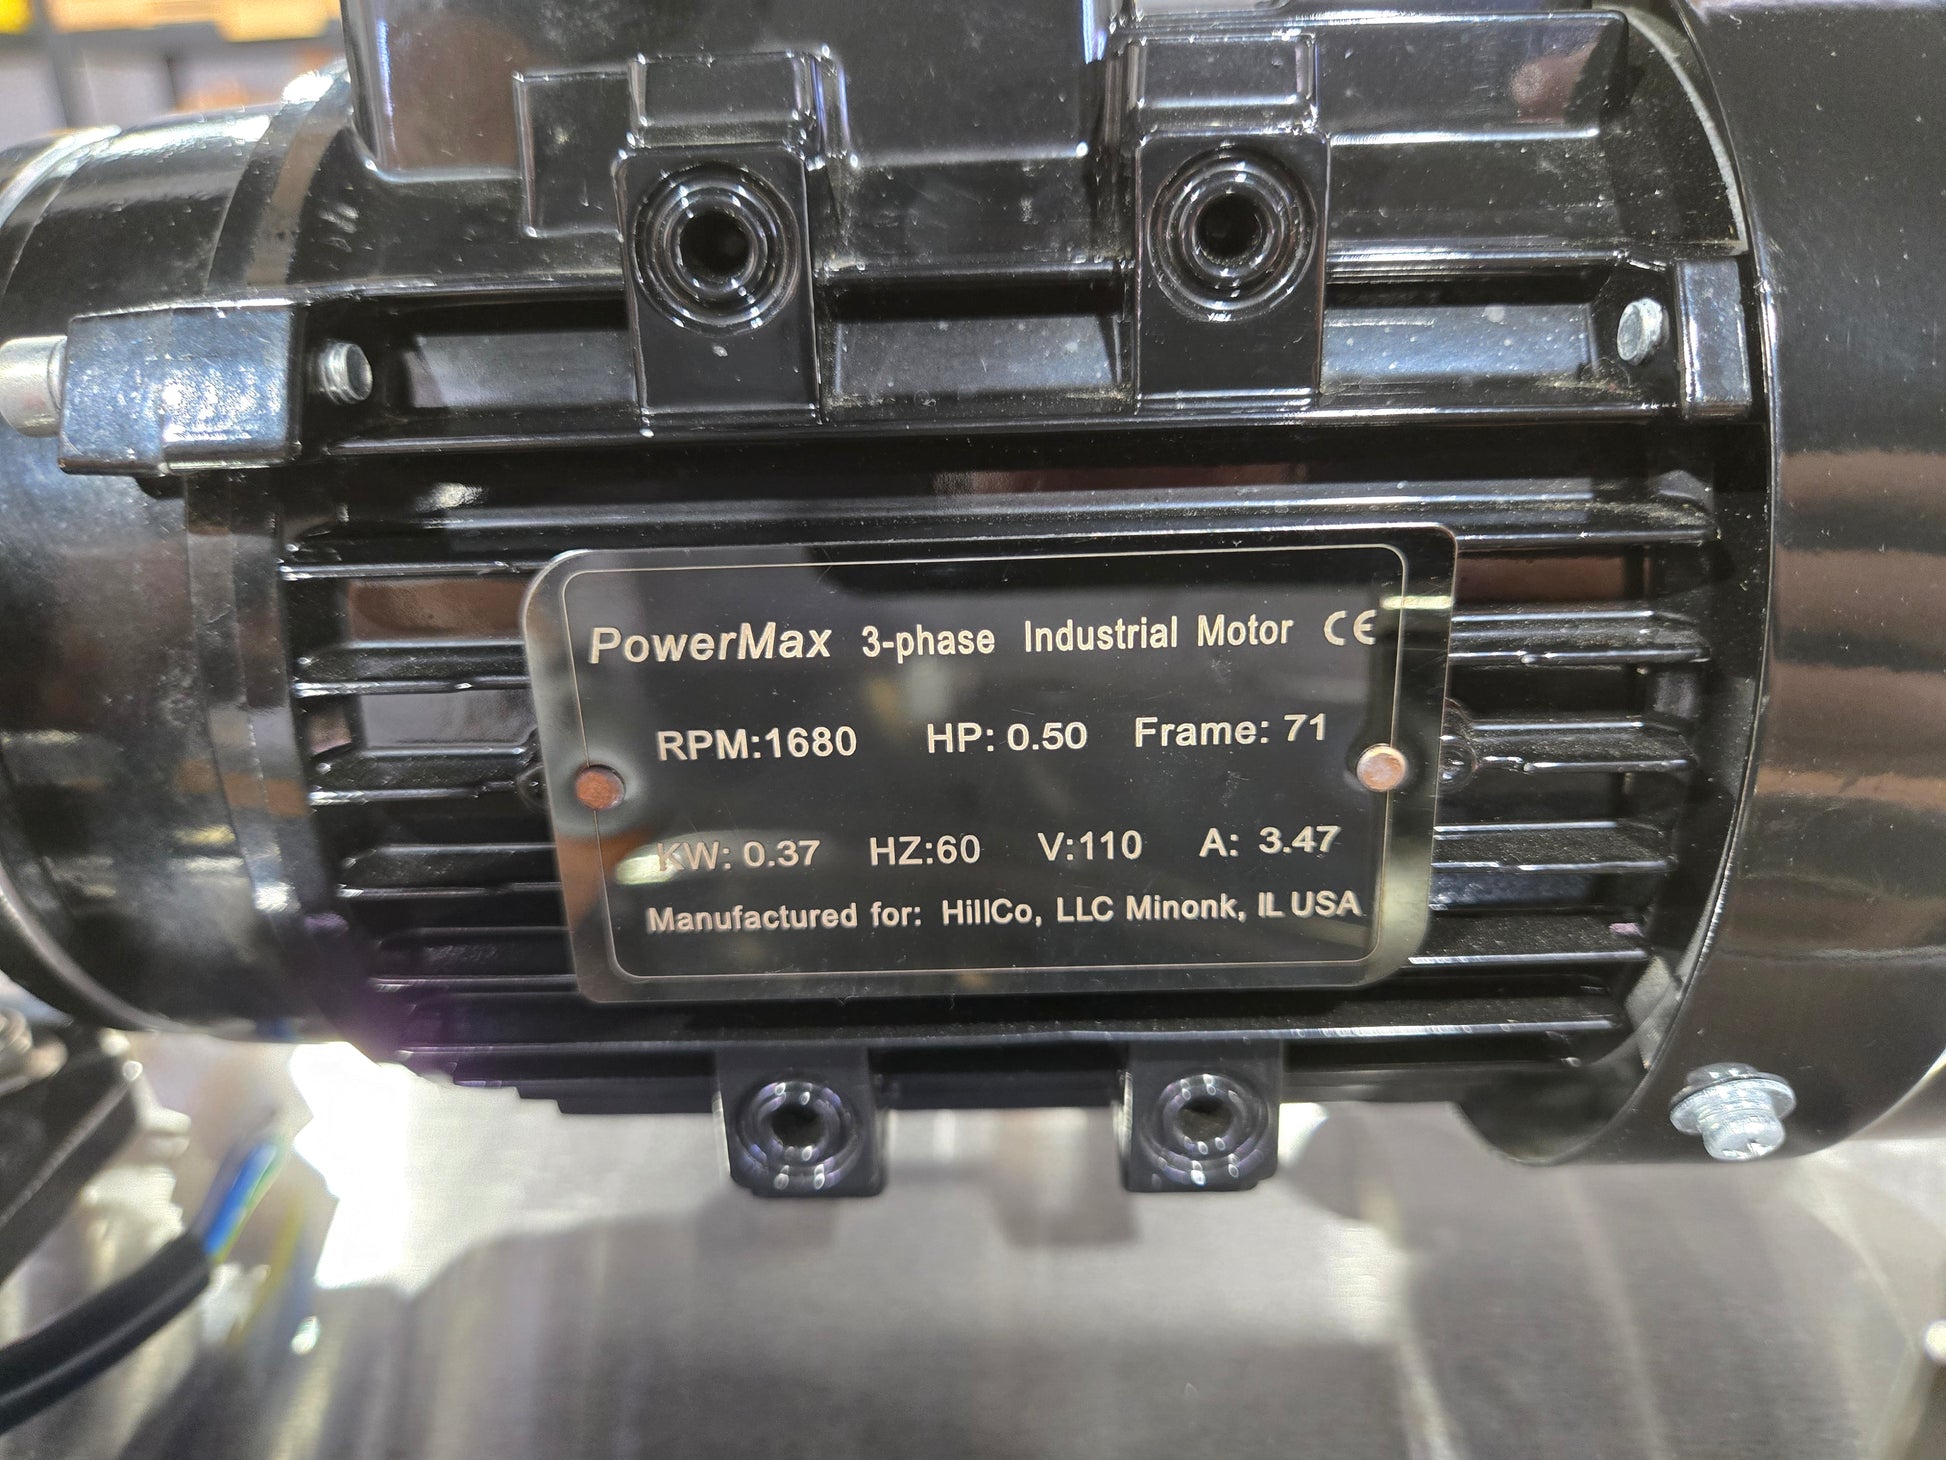 PowerMax 3-phase Industrial Motor CE
RPM:1680 HP: 0.50 Frame: 71
KW: 0.37 HZ:60 V:110 A: 3.47
Manufactured for: HillCo, LLC Minonk, IL USA